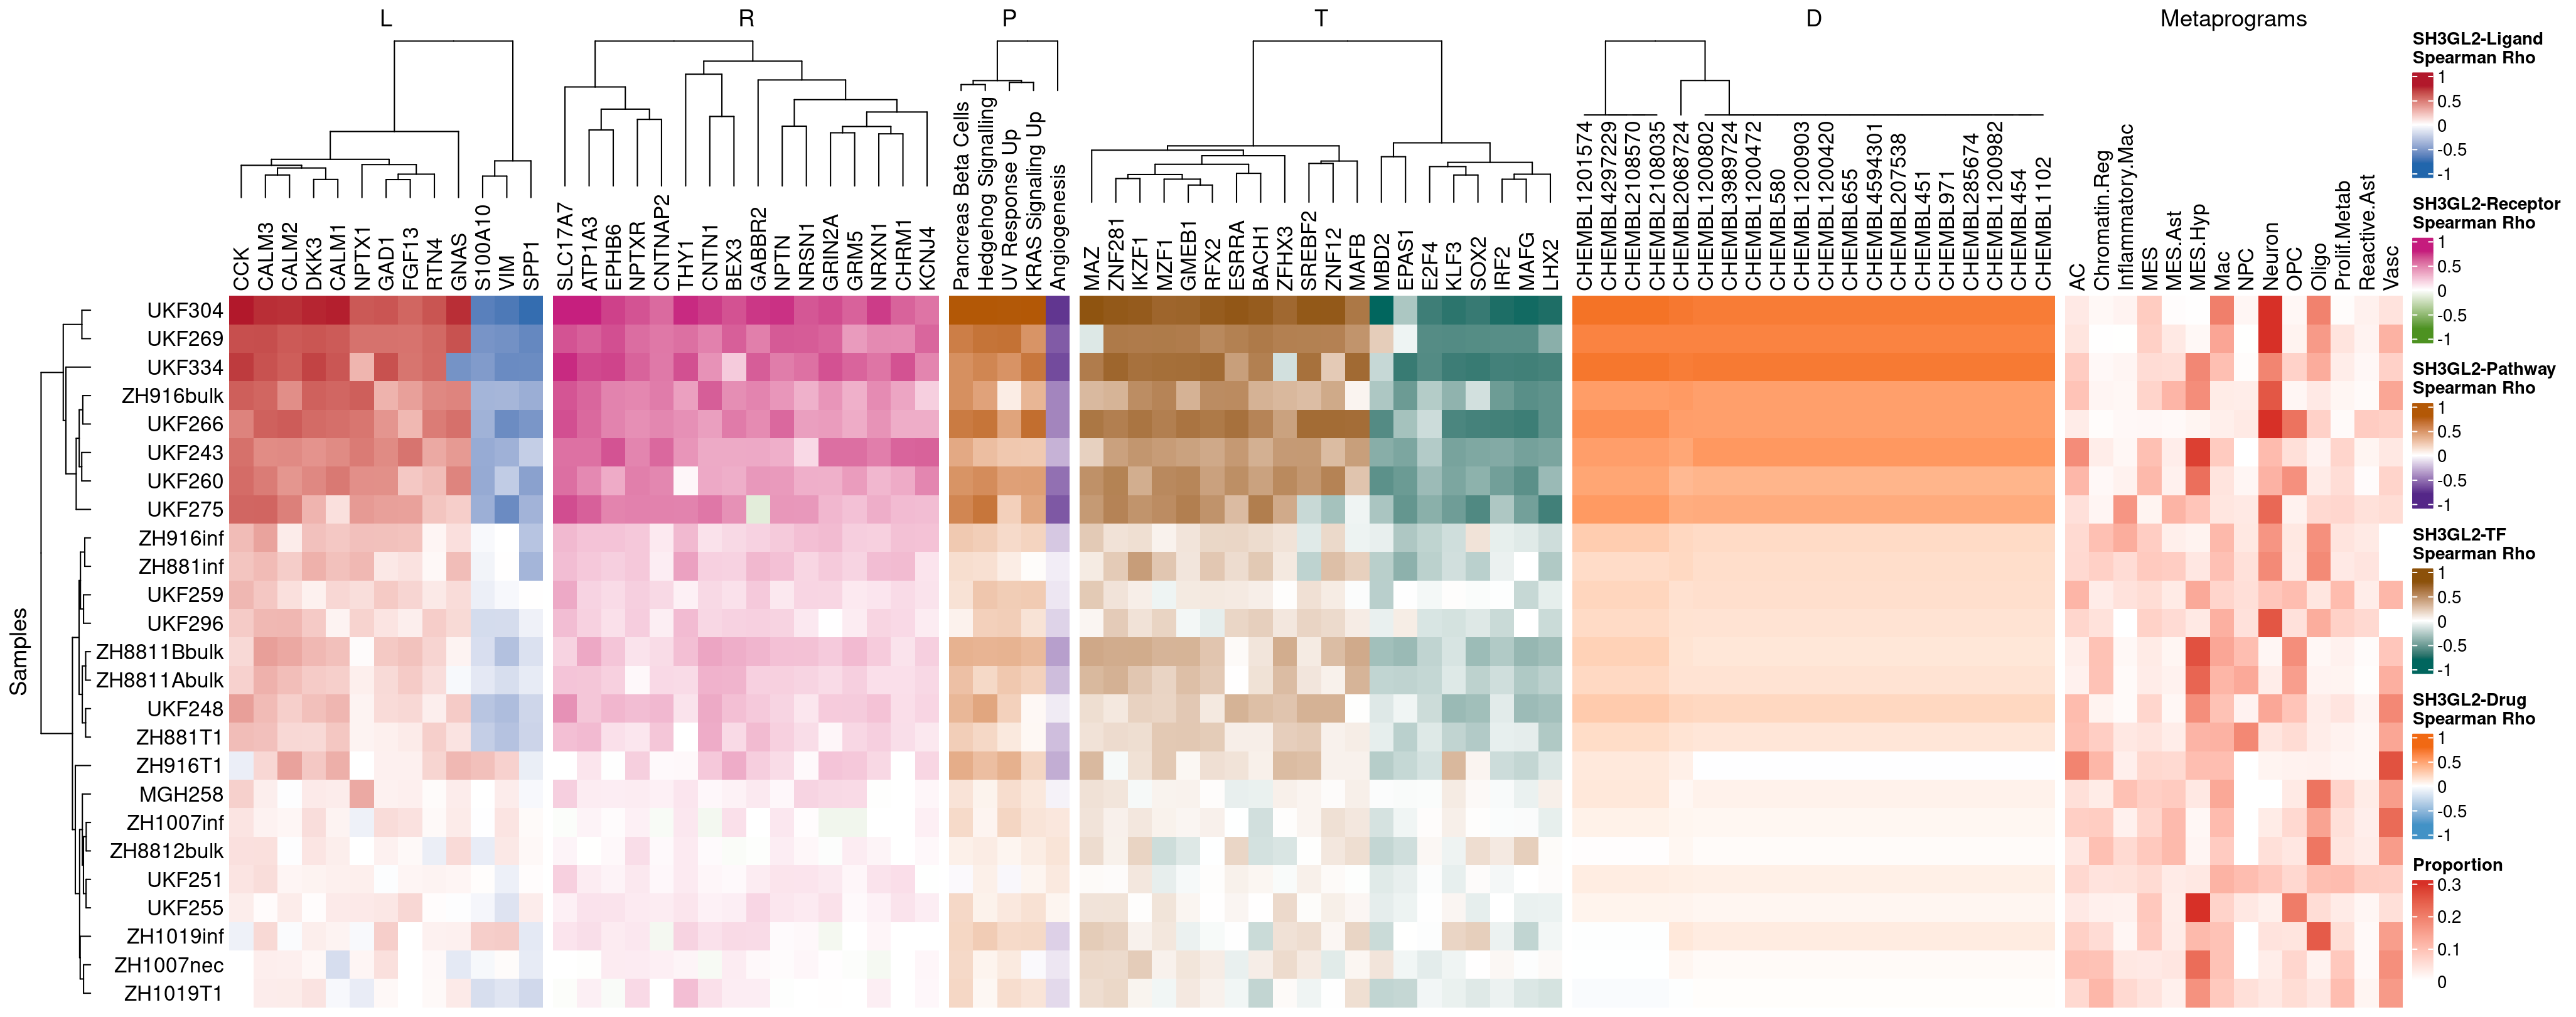 L
R
P
T
D
Metaprograms
CCK
CALM3
CALM2
DKK3
CALM1
NPTX1
GAD1
FGF13
RTN4
GNAS
S100A10
VIM
SPP1
SLC17A7
ATP1A3
EPHB6
NPTXR
CNTNAP2
THY1
CNTN1
BEX3
GABBR2
NPTN
NRSN1
GRIN2A
GRM5
NRXN1
CHRM1
KCNJ4
Pancreas Beta Cells
Hedgehog Signalling
UV Response Up
KRAS Signaling Up
Angiogenesis
MAZ
ZNF281
IKZF1
MZF1
GMEB1
RFX2
ESRRA
BACH1
ZFHX3
SREBF2
ZNF12
MAFB
MBD2
EPAS1
E2F4
KLF3
SOX2
IRF2
MAFG
LHX2
CHEMBL1201574
CHEMBL4297229
CHEMBL2108570
CHEMBL2108035
CHEMBL2068724
CHEMBL1200802
CHEMBL3989724
CHEMBL1200472
CHEMBL580
CHEMBL1200903
CHEMBL1200420
CHEMBL655
CHEMBL4594301
CHEMBL207538
CHEMBL451
CHEMBL971
CHEMBL285674
CHEMBL1200982
CHEMBL454
CHEMBL1102
AC
Chromatin.Reg
Inflammatory.Mac
MES
MES.Ast
MES.Hyp
Mac
NPC
Neuron
OPC
Oligo
Prolif.Metab
Reactive.Ast
Vasc
Samples
UKF304
UKF269
UKF334
ZH916bulk
UKF266
UKF243
UKF260
UKF275
ZH916inf
ZH881inf
UKF259
UKF296
ZH8811Bbulk
ZH8811Abulk
UKF248
ZH881T1
ZH916T1
MGH258
ZH1007inf
ZH8812bulk
UKF251
UKF255
ZH1019inf
ZH1007nec
ZH1019T1
SH3GL2-Ligand
Spearman Rho
1
0.5
0
-0.5
-1
SH3GL2-Receptor
Spearman Rho
1
0.5
0
-0.5
-1
SH3GL2-Pathway
Spearman Rho
1
0.5
0
-0.5
-1
SH3GL2-TF
Spearman Rho
1
0.5
0
-0.5
-1
SH3GL2-Drug
Spearman Rho
1
0.5
0
-0.5
-1
Proportion
0.3
0.2
0.1
0